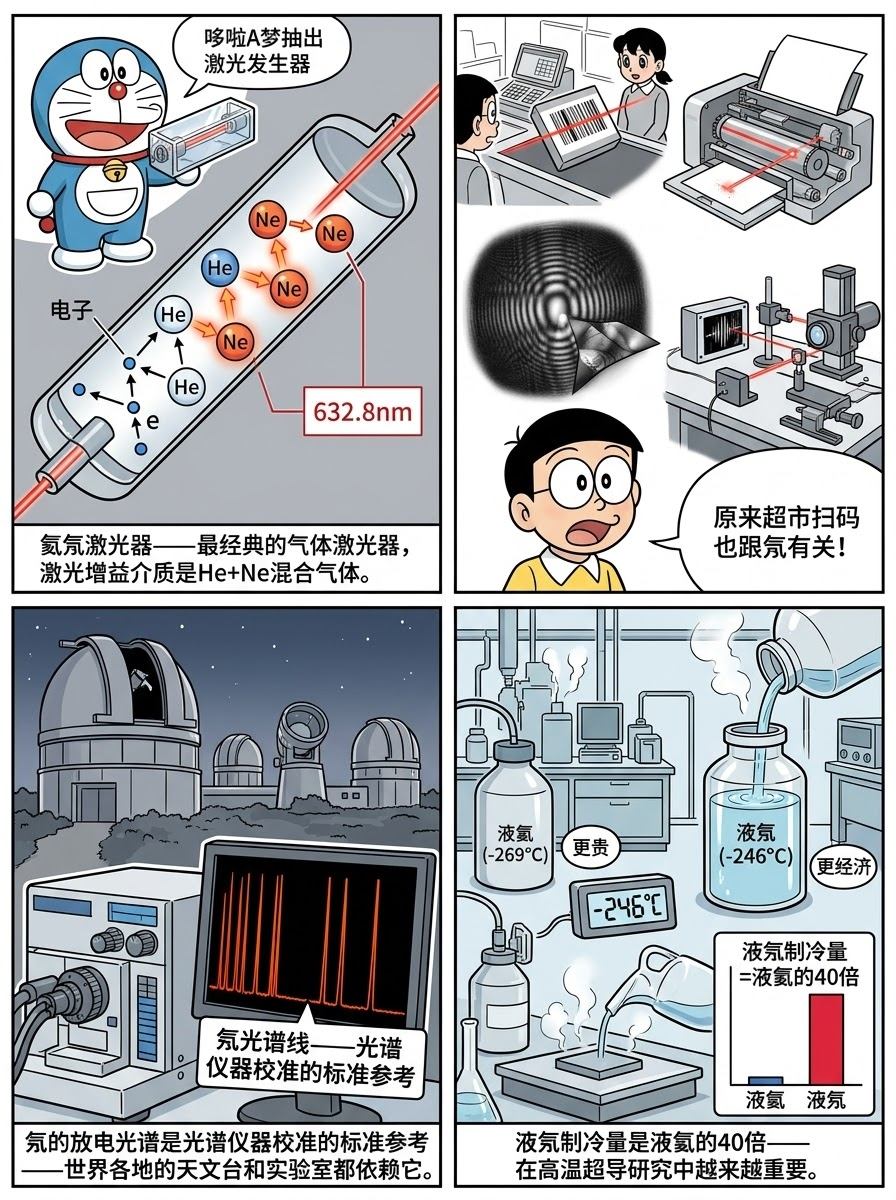 哆啦A梦抽出
激光发生器
Ne
Ne
He
Ne
电子
He
Ne
He
e
632.8nm
氦氖激光器——最经典的气体激光器，
激光增益介质是He+Ne混合气体。
原来超市扫码
也跟氖有关！
氖光谱线——光谱
仪器校准的标准参考
氖的放电光谱是光谱仪器校准的标准参考
——世界各地的天文台和实验室都依赖它。
液氦
(-269°C)
更贵
液氖
(-246°C)
更经济
-246°C
液氖制冷量
=液氦的40倍
液氦
液氖
液氖制冷量是液氦的40倍——
在高温超导研究中越来越重要。